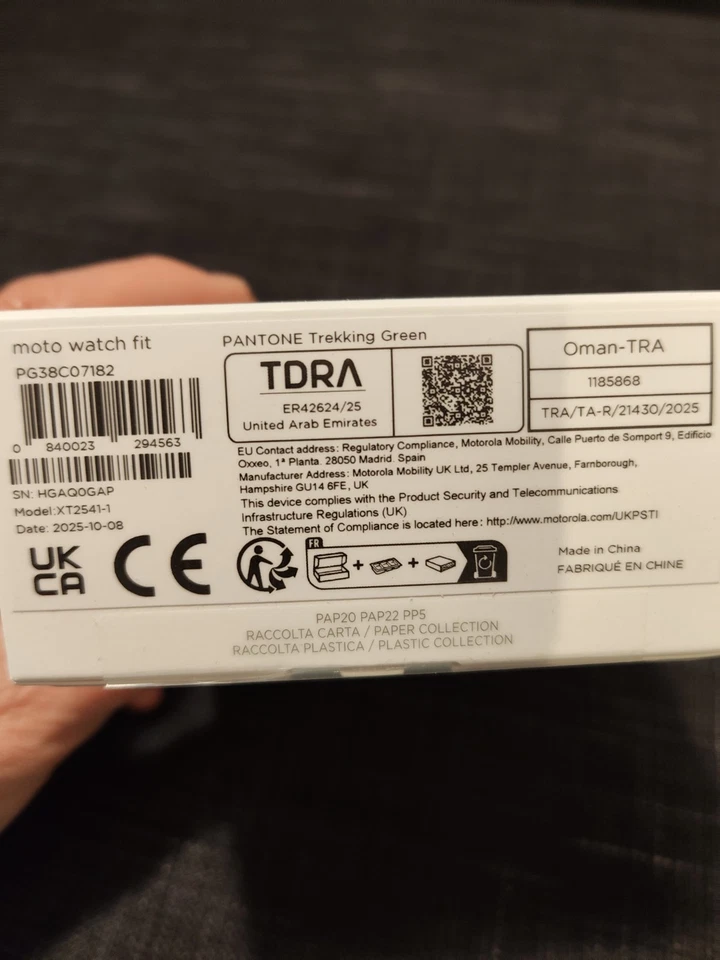 moto watch fit
PANTONE Trekking Green
PG38C07182
0 840023 294563
SN: HGAQ0GAP
Model:XT2541-1
Date: 2025-10-08
TDRA
ER42624/25
United Arab Emirates
Oman-TRA
1185868
TRA/TA-R/21430/2025
EU Contact address: Regulatory Compliance, Motorola Mobility, Calle Puerto de Somport 9, Edificio
Oxxeo, 1ª Planta. 28050 Madrid Spain
Manufacturer Address: Motorola Mobility UK Ltd, 25 Templer Avenue, Farnborough,
Hampshire GU14 6FE, UK
This device complies with the Product Security and Telecommunications
Infrastructure Regulations (UK)
The Statement of Compliance is located here: http://www.motorola.com/UKPSTI
UK
CA
CE
FR
Made in China
FABRIQUÉ EN CHINE
PAP20 PAP22 PP5
RACCOLTA CARTA / PAPER COLLECTION
RACCOLTA PLASTICA / PLASTIC COLLECTION